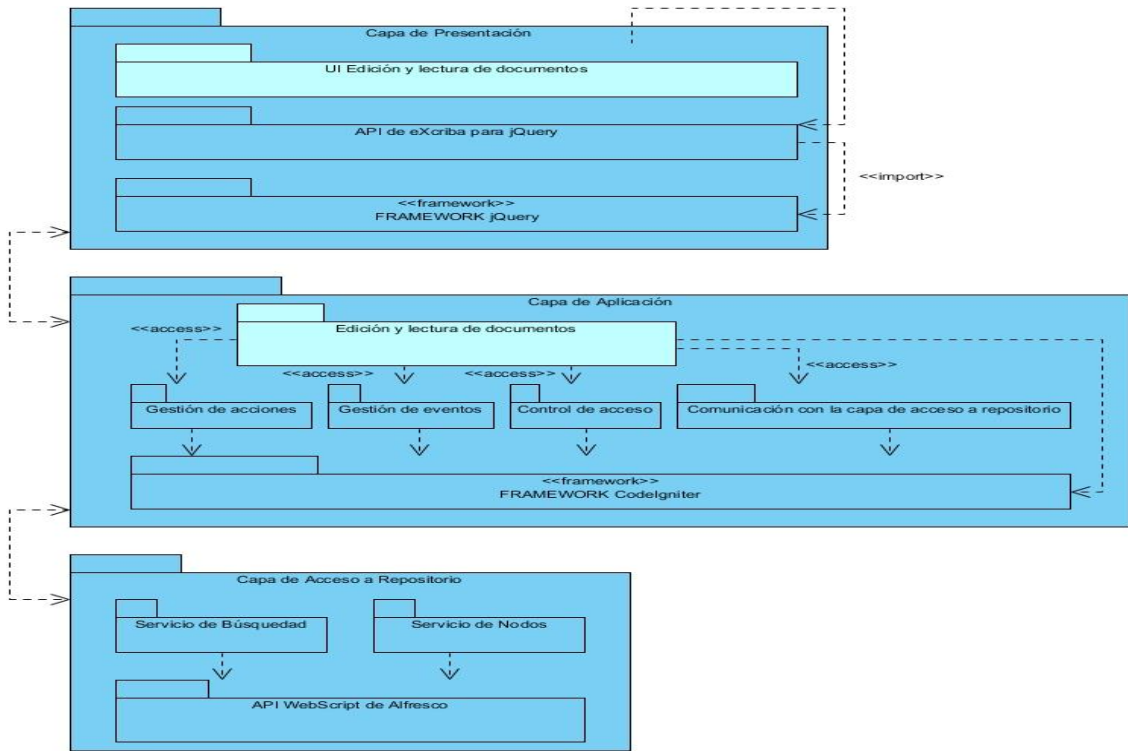 Capa de Presentación
UI Edición y lectura de documentos
API de eXcriba para jQuery
<<import>>
<<framework>>
FRAMEWORK jQuery
Capa de Aplicación
Edición y lectura de documentos
<<access>>
<<access>>
<<access>>
<<access>>
Gestión de acciones
Gestión de eventos
Control de acceso
Comunicación con la capa de acceso a repositorio
<<framework>>
FRAMEWORK CodeIgniter
Capa de Acceso a Repositorio
Servicio de Búsquedad
Servicio de Nodos
API WebScript de Alfresco